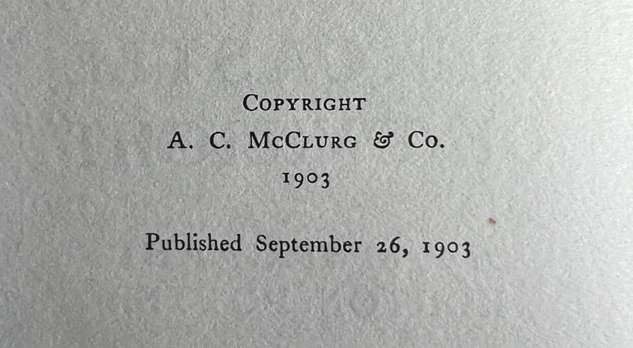 COPYRIGHT
A. C. MCCLURG & CO.
1903
Published September 26, 1903